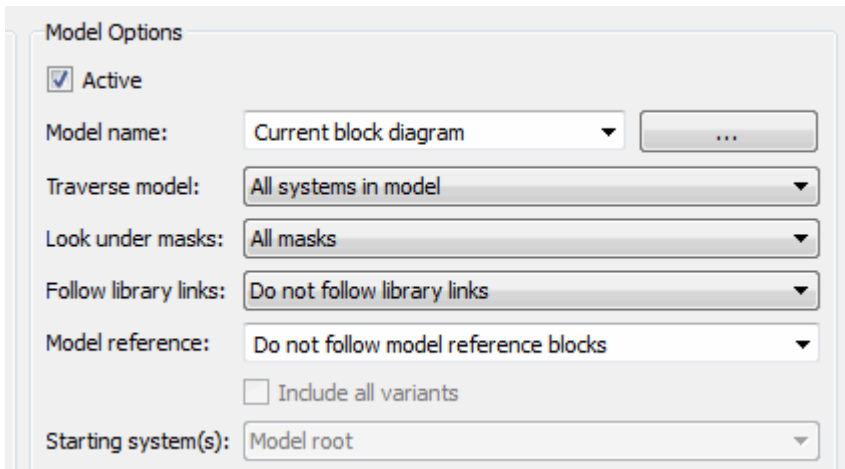 Model Options
Active
Model name: Current block diagram ...
Traverse model: All systems in model
Look under masks: All masks
Follow library links: Do not follow library links
Model reference: Do not follow model reference blocks
Include all variants
Starting system(s): Model root